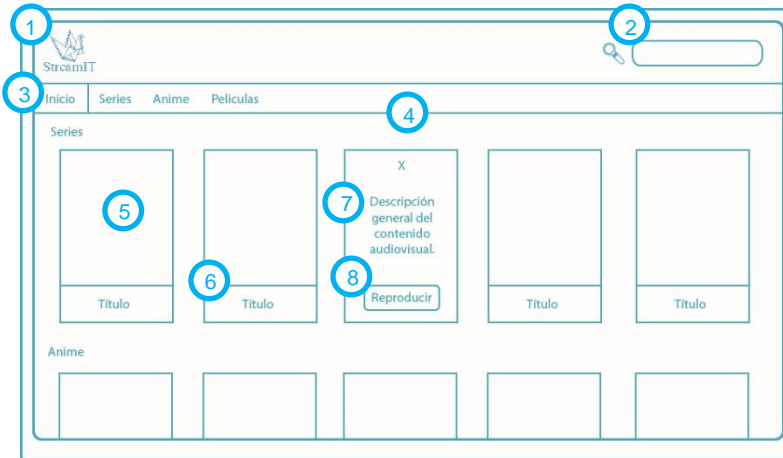 1
2
StreamIT
3
Inicio Series Anime Peliculas
4
Series
X
5
7
Descripción
general del
contenido
audiovisual.
6
8
Reproducir
Título
Título
Título
Título
Anime